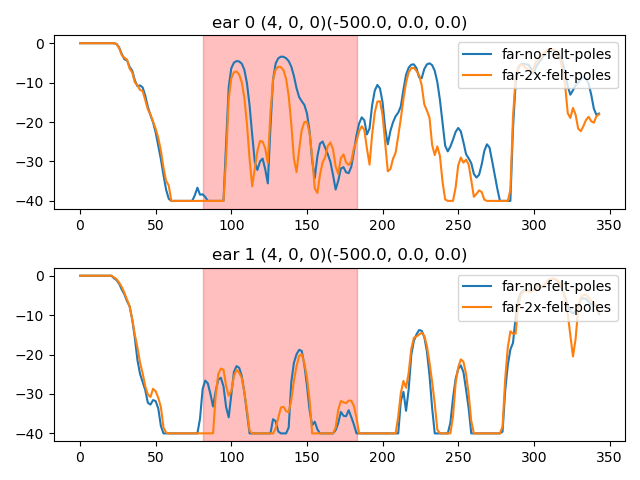 ear 0 (4, 0, 0)(-500.0, 0.0, 0.0)
0
−10
−20
−30
−40
far-no-felt-poles
far-2x-felt-poles
0 50 100 150 200 250 300 350
ear 1 (4, 0, 0)(-500.0, 0.0, 0.0)
0
−10
−20
−30
−40
far-no-felt-poles
far-2x-felt-poles
0 50 100 150 200 250 300 350